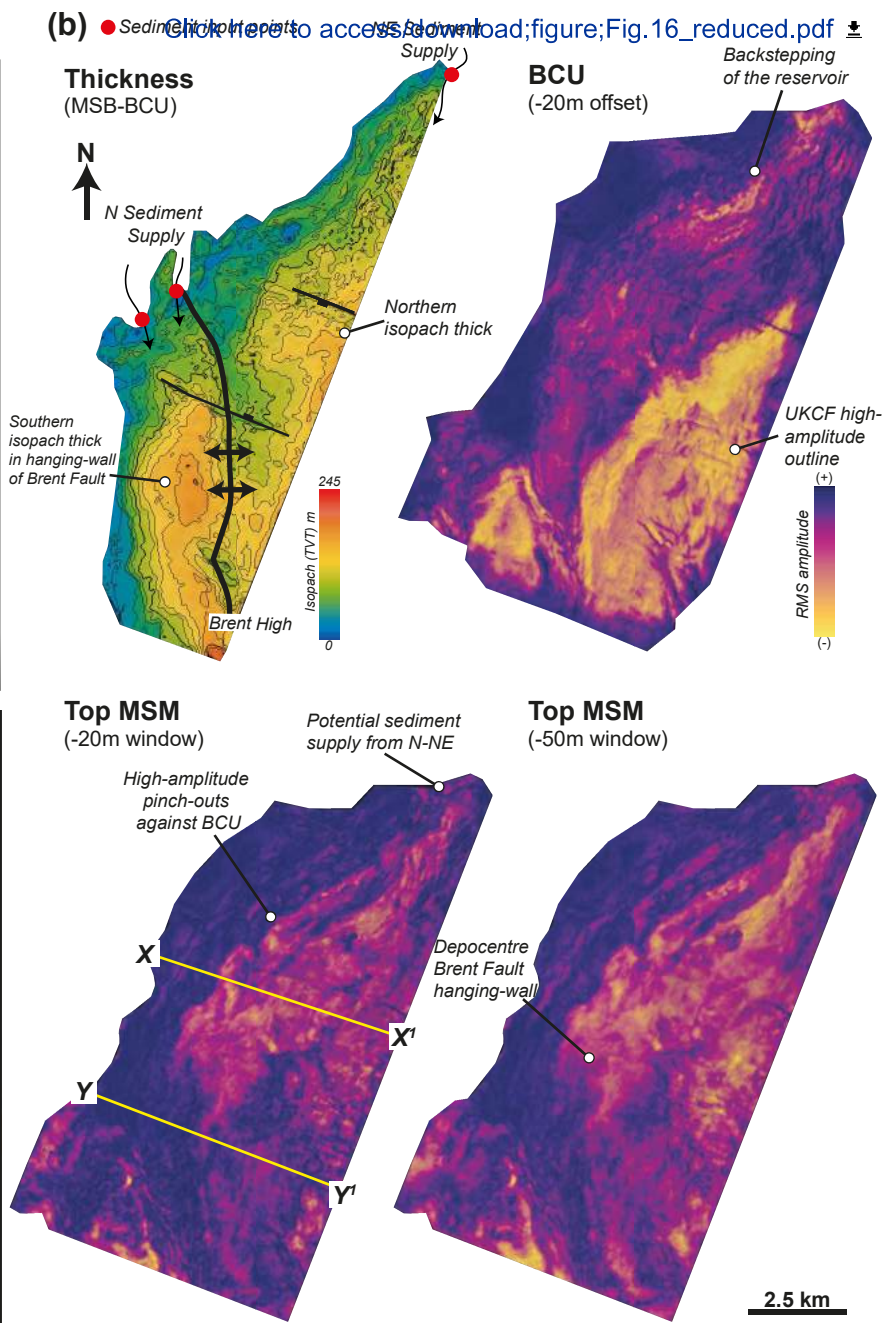 (b)
Sediment input points
Click here to access/download;figure;Fig.16_reduced.pdf
NE Sediment
Supply
Thickness
(MSB-BCU)
N
N Sediment
Supply
Northern
isopach thick
Southern
isopach thick
in hanging-wall
of Brent Fault
245
Isopach (TVT) m
0
Brent High
BCU
(-20m offset)
Backstepping
of the reservoir
UKCF high-
amplitude
outline
(+)
RMS amplitude
(-)
Top MSM
(-20m window)
Potential sediment
supply from N-NE
High-amplitude
pinch-outs
against BCU
X
X1
Y
Y1
Top MSM
(-50m window)
Depocentre
Brent Fault
hanging-wall
2.5 km